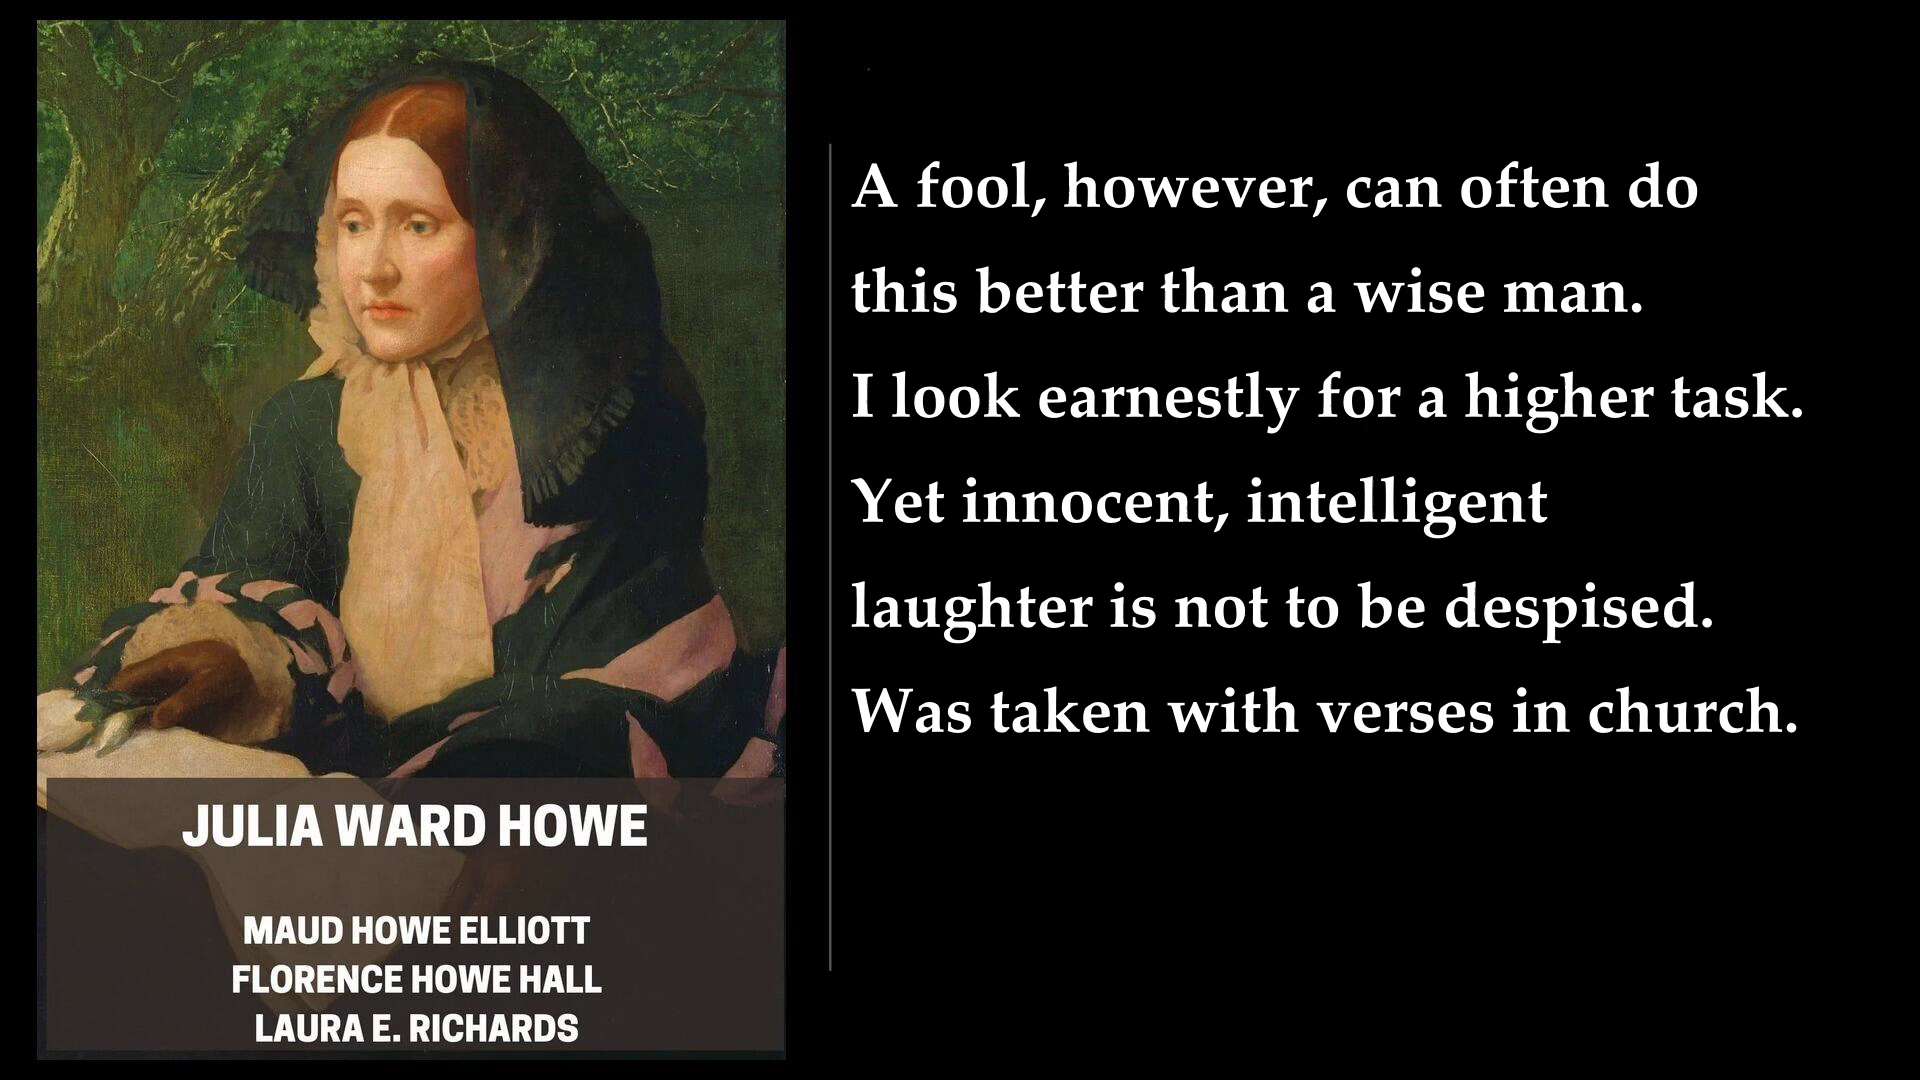 JULIA WARD HOWE
MAUD HOWE ELLIOTT
FLORENCE HOWE HALL
LAURA E. RICHARDS
A fool, however, can often do
this better than a wise man.
I look earnestly for a higher task.
Yet innocent, intelligent
laughter is not to be despised.
Was taken with verses in church.